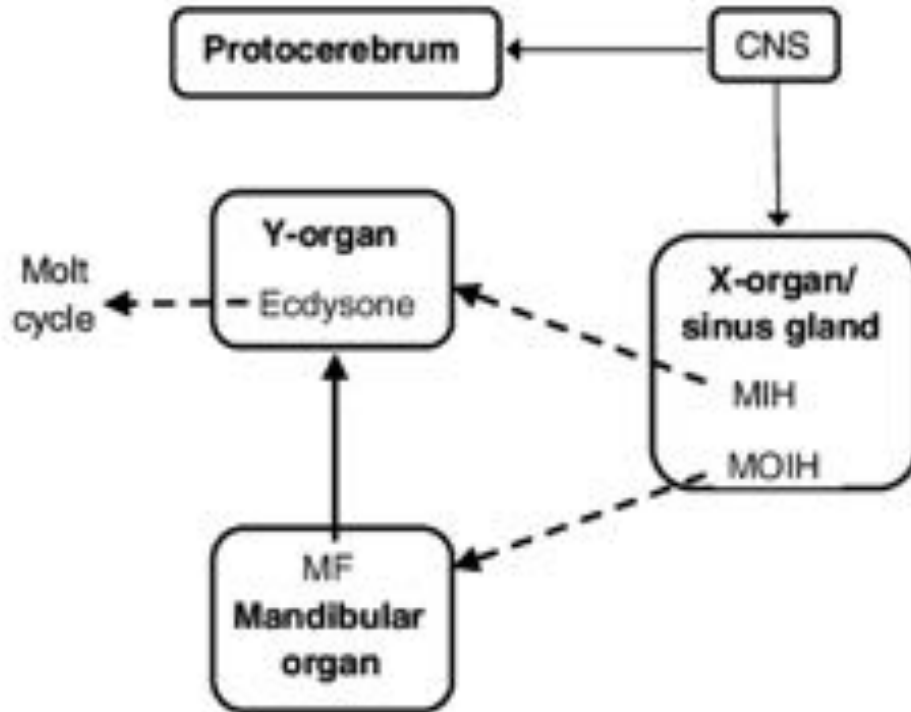 Protocerebrum
CNS
Y-organ
Ecdysone
Molt
cycle
X-organ/
sinus gland
MIH
MOIH
MF
Mandibular
organ